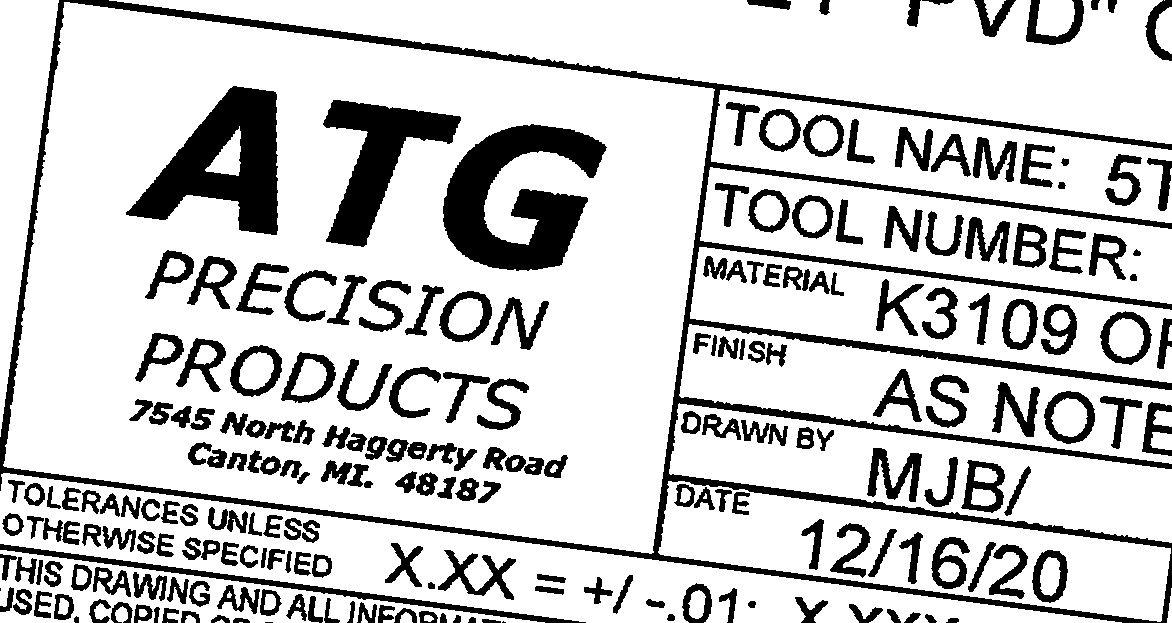 PVD"
ATG
PRECISION
PRODUCTS
7545 North Haggerty Road
Canton, MI. 48187
TOOL NAME: 5T
TOOL NUMBER:
MATERIAL K3109 OR
FINISH AS NOTE
DRAWN BY MJB/
DATE 12/16/20
TOLERANCES UNLESS
OTHERWISE SPECIFIED X.XX = +/- .01; X.XXX
THIS DRAWING AND ALL INFORMAT
USED, COPIED OR